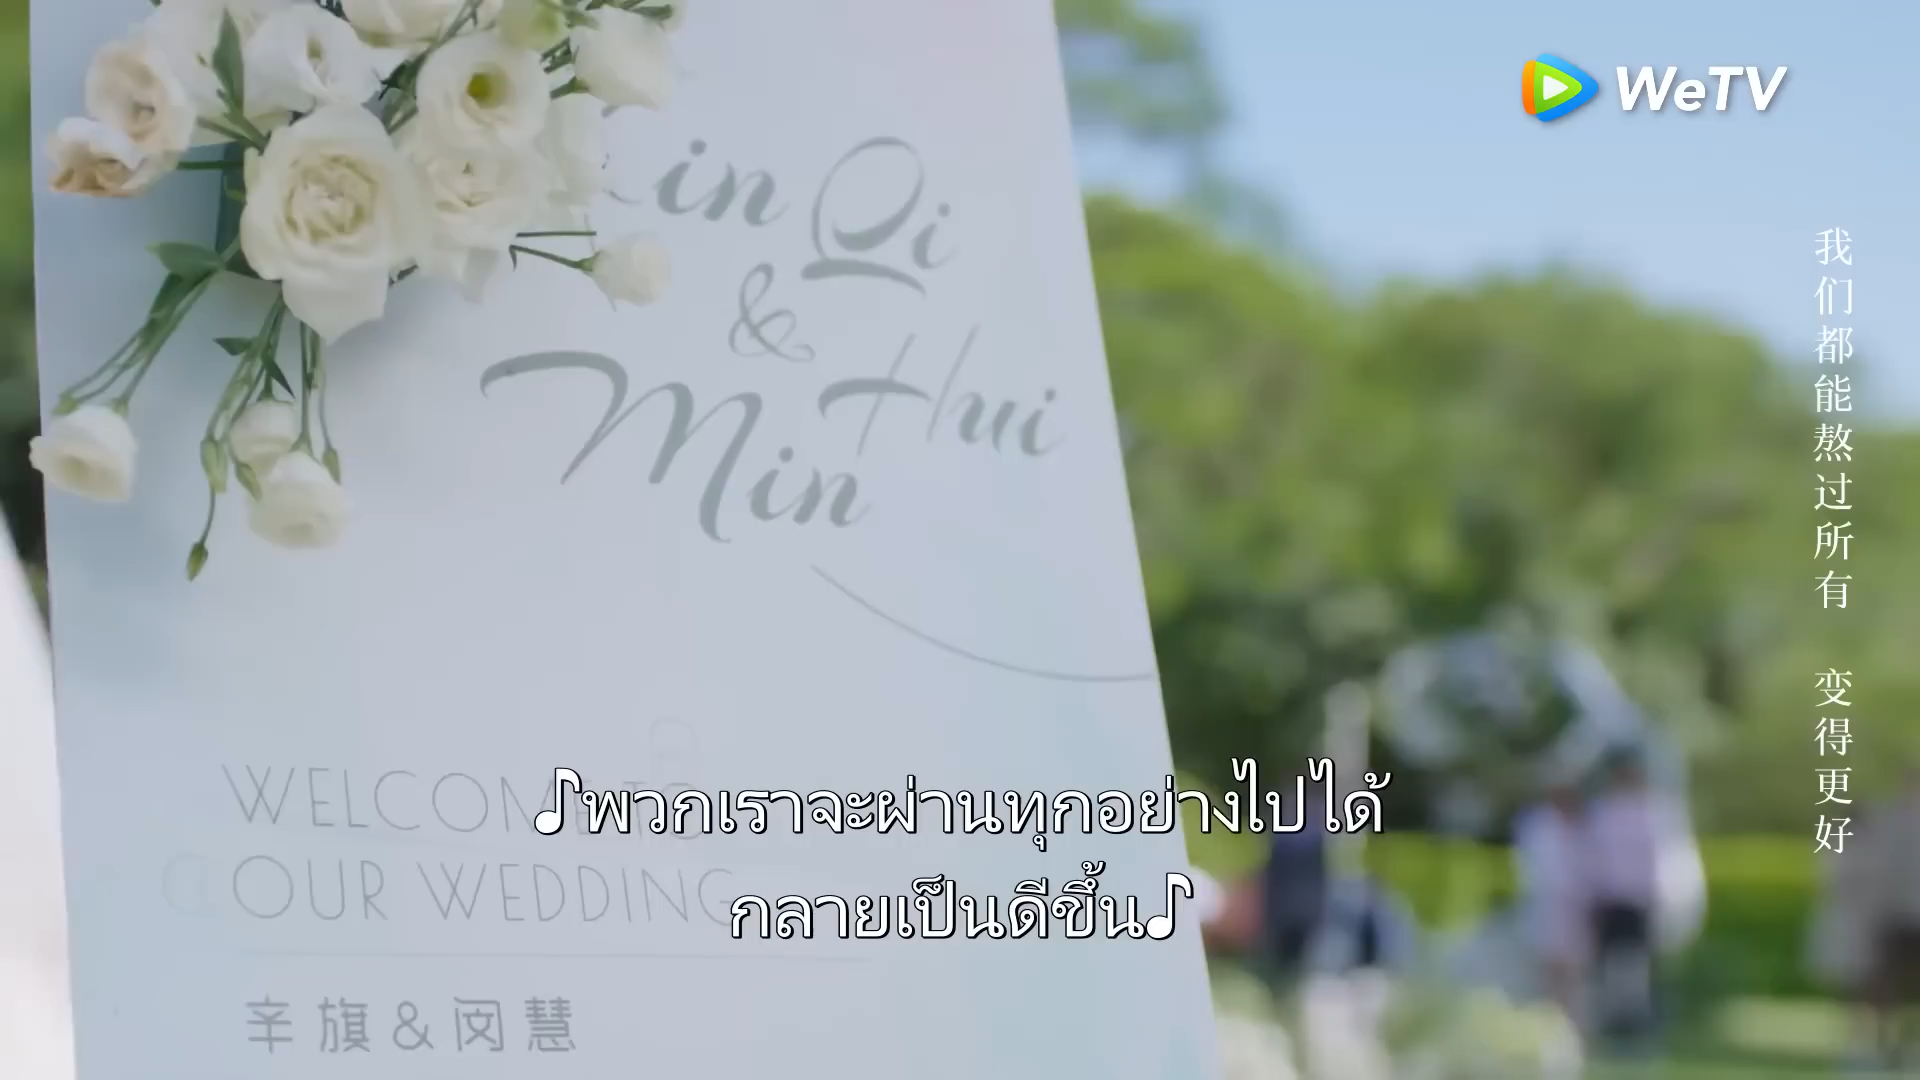 WeTV
in Qi
&
Min Hui
WELCOME TO
OUR WEDDING
辛旗&闵慧
♪พวกเราจะผ่านทุกอย่างไปได้
กลายเป็นดีขึ้น♪
我们都能熬过所有 变得更好